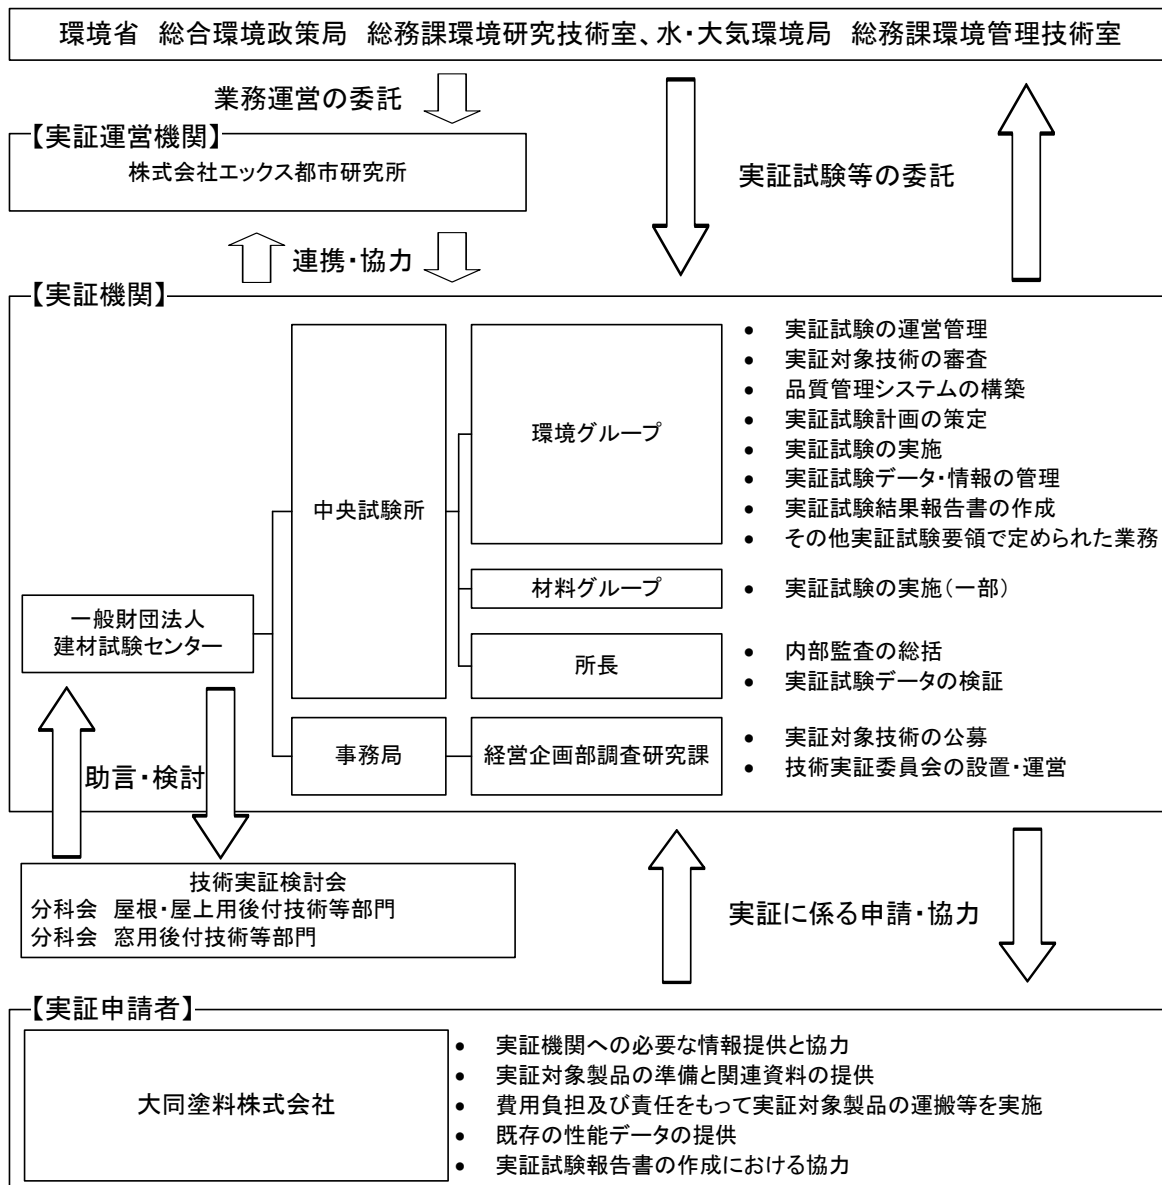 環境省　総合環境政策局　総務課環境研究技術室、水・大気環境局　総務課環境管理技術室
業務運営の委託
【実証運営機関】
株式会社エックス都市研究所
実証試験等の委託
連携・協力
【実証機関】
一般財団法人
建材試験センター
中央試験所
環境グループ
• 実証試験の運営管理
• 実証対象技術の審査
• 品質管理システムの構築
• 実証試験計画の策定
• 実証試験の実施
• 実証試験データ・情報の管理
• 実証試験結果報告書の作成
• その他実証試験要領で定められた業務
材料グループ
• 実証試験の実施（一部）
所長
• 内部監査の総括
• 実証試験データの検証
事務局
経営企画部調査研究課
• 実証対象技術の公募
• 技術実証委員会の設置・運営
助言・検討
技術実証検討会
分科会　屋根・屋上用後付技術等部門
分科会　窓用後付技術等部門
実証に係る申請・協力
【実証申請者】
大同塗料株式会社
• 実証機関への必要な情報提供と協力
• 実証対象製品の準備と関連資料の提供
• 費用負担及び責任をもって実証対象製品の運搬等を実施
• 既存の性能データの提供
• 実証試験報告書の作成における協力